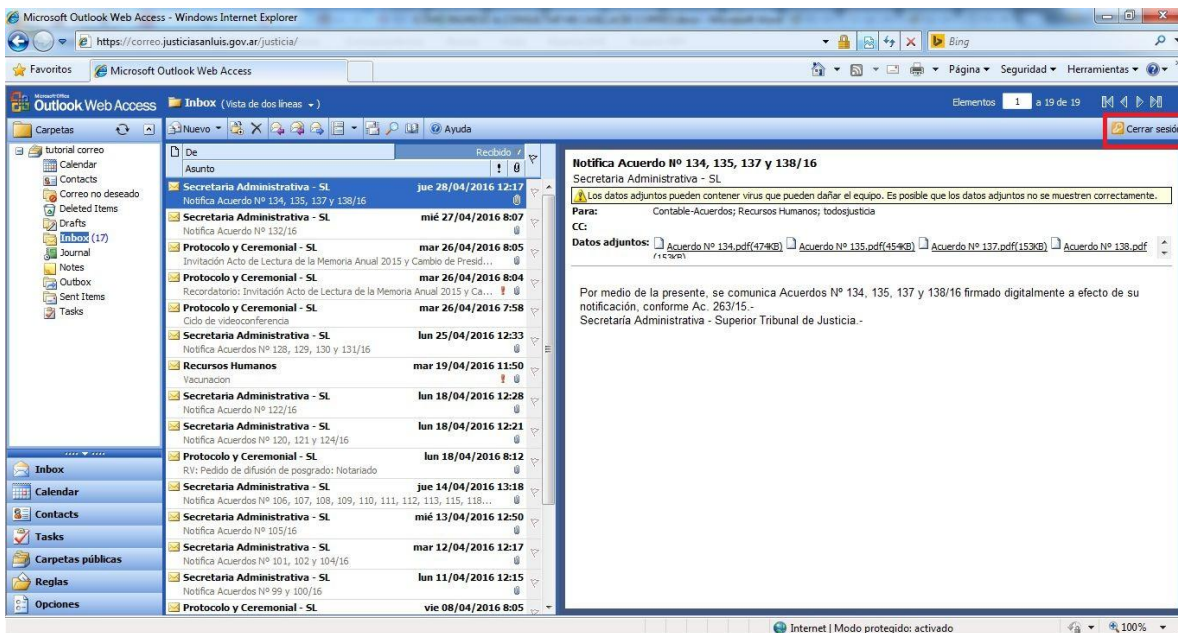 Microsoft Outlook Web Access - Windows Internet Explorer
https://correo.justiciasanluis.gov.ar/justicia/
Bing
Favoritos Microsoft Outlook Web Access
Página Seguridad Herramientas
Microsoft Office
Outlook Web Access Inbox (Vista de dos líneas) Elementos 1 a 19 de 19
Carpetas Nuevo Ayuda Cerrar sesión
tutorial correo
Calendar
Contacts
Correo no deseado
Deleted Items
Drafts
Inbox (17)
Journal
Notes
Outbox
Sent Items
Tasks
Inbox
Calendar
Contacts
Tasks
Carpetas públicas
Reglas
Opciones
De Recibido
Asunto
Secretaria Administrativa - SL jue 28/04/2016 12:17
Notifica Acuerdo Nº 134, 135, 137 y 138/16
Secretaria Administrativa - SL mié 27/04/2016 8:07
Notifica Acuerdo Nº 132/16
Protocolo y Ceremonial - SL mar 26/04/2016 8:05
Invitación Acto de Lectura de la Memoria Anual 2015 y Cambio de Presid...
Protocolo y Ceremonial - SL mar 26/04/2016 8:04
Recordatorio: Invitación Acto de Lectura de la Memoria Anual 2015 y Ca...
Protocolo y Ceremonial - SL mar 26/04/2016 7:58
Ciclo de videoconferencia
Secretaria Administrativa - SL lun 25/04/2016 12:33
Notifica Acuerdos Nº 128, 129, 130 y 131/16
Recursos Humanos mar 19/04/2016 11:50
Vacunacion
Secretaria Administrativa - SL lun 18/04/2016 12:28
Notifica Acuerdo Nº 122/16
Secretaria Administrativa - SL lun 18/04/2016 12:21
Notifica Acuerdos Nº 120, 121 y 124/16
Protocolo y Ceremonial - SL lun 18/04/2016 8:12
RV: Pedido de difusión de posgrado: Notariado
Secretaria Administrativa - SL jue 14/04/2016 13:18
Notifica Acuerdos Nº 106, 107, 108, 109, 110, 111, 112, 113, 115, 118...
Secretaria Administrativa - SL mié 13/04/2016 12:50
Notifica Acuerdo Nº 105/16
Secretaria Administrativa - SL mar 12/04/2016 12:17
Notifica Acuerdos Nº 101, 102 y 104/16
Secretaria Administrativa - SL lun 11/04/2016 12:15
Notifica Acuerdos Nº 99 y 100/16
Protocolo y Ceremonial - SL vie 08/04/2016 8:05
Notifica Acuerdo Nº 134, 135, 137 y 138/16
Secretaria Administrativa - SL
Los datos adjuntos pueden contener virus que pueden dañar el equipo. Es posible que los datos adjuntos no se muestren correctamente.
Para: Contable-Acuerdos; Recursos Humanos; todosjusticia
CC:
Datos adjuntos: Acuerdo Nº 134.pdf(474KB) Acuerdo Nº 135.pdf(454KB) Acuerdo Nº 137.pdf(153KB) Acuerdo Nº 138.pdf
(153KB)
Por medio de la presente, se comunica Acuerdos Nº 134, 135, 137 y 138/16 firmado digitalmente a efecto de su
notificación, conforme Ac. 263/15.-
Secretaría Administrativa - Superior Tribunal de Justicia.-
Internet | Modo protegido: activado 100%